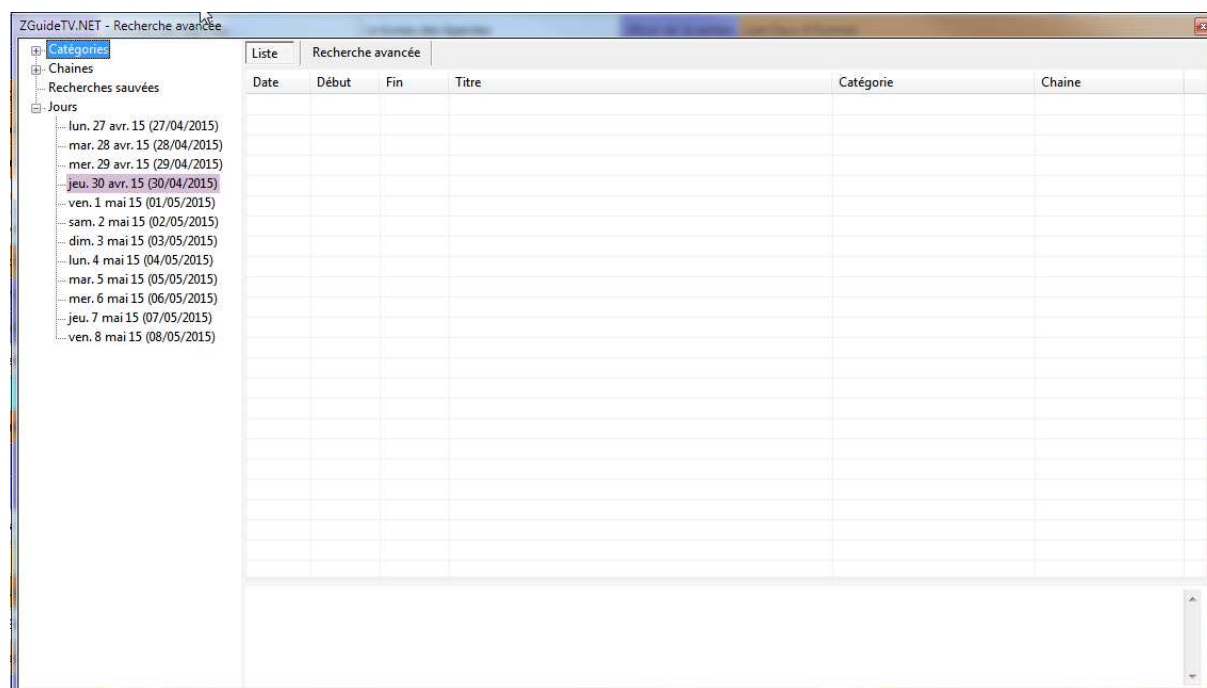 ZGuideTV.NET - Recherche avancée
Catégories
Chaines
Recherches sauvées
Jours
lun. 27 avr. 15 (27/04/2015)
mar. 28 avr. 15 (28/04/2015)
mer. 29 avr. 15 (29/04/2015)
jeu. 30 avr. 15 (30/04/2015)
ven. 1 mai 15 (01/05/2015)
sam. 2 mai 15 (02/05/2015)
dim. 3 mai 15 (03/05/2015)
lun. 4 mai 15 (04/05/2015)
mar. 5 mai 15 (05/05/2015)
mer. 6 mai 15 (06/05/2015)
jeu. 7 mai 15 (07/05/2015)
ven. 8 mai 15 (08/05/2015)
Liste Recherche avancée
Date Début Fin Titre Catégorie Chaine